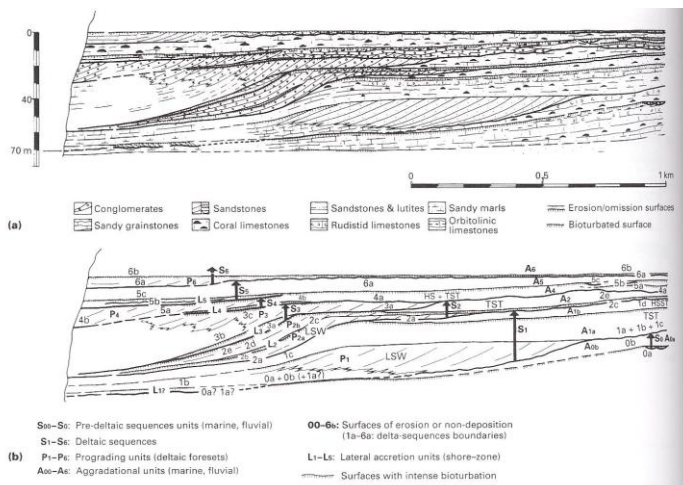 0
40
70 m
0 0.5 1 km
(a)
Conglomerates Sandstones Sandstones & lutites Sandy marls Erosion/omission surfaces
Sandy grainstones Coral limestones Rudistid limestones Orbitolinic limestones Bioturbated surface
6b S6 A6 6b
6a P6 6a A5 6a
5c S5 5c 5b 5a
5b L5 S4 4b 4a A4 4a
P4 5a L4 3c P3 S3 3a HS + TST S2 A2 2e
4b 3b L3 3a P2b 2c 2a TST A1b 2c 1d HSST
2e 2d P2a LSW S1 TST
2b L2 1c A1a 1a + 1b + 1c
2a P1 LSW A0b 0b S0 A0a
1b 0a + 0b (+1a?) 0a
L1? 0a? 1a?
S00–S0: Pre-deltaic sequences units (marine, fluvial)
S1–S6: Deltaic sequences
P1–P6: Prograding units (deltaic foresets)
A00–A6: Aggradational units (marine, fluvial)
00–6b: Surfaces of erosion or non-deposition
(1a–6a: delta-sequences boundaries)
L1–L5: Lateral accretion units (shore-zone)
Surfaces with intense bioturbation
(b)